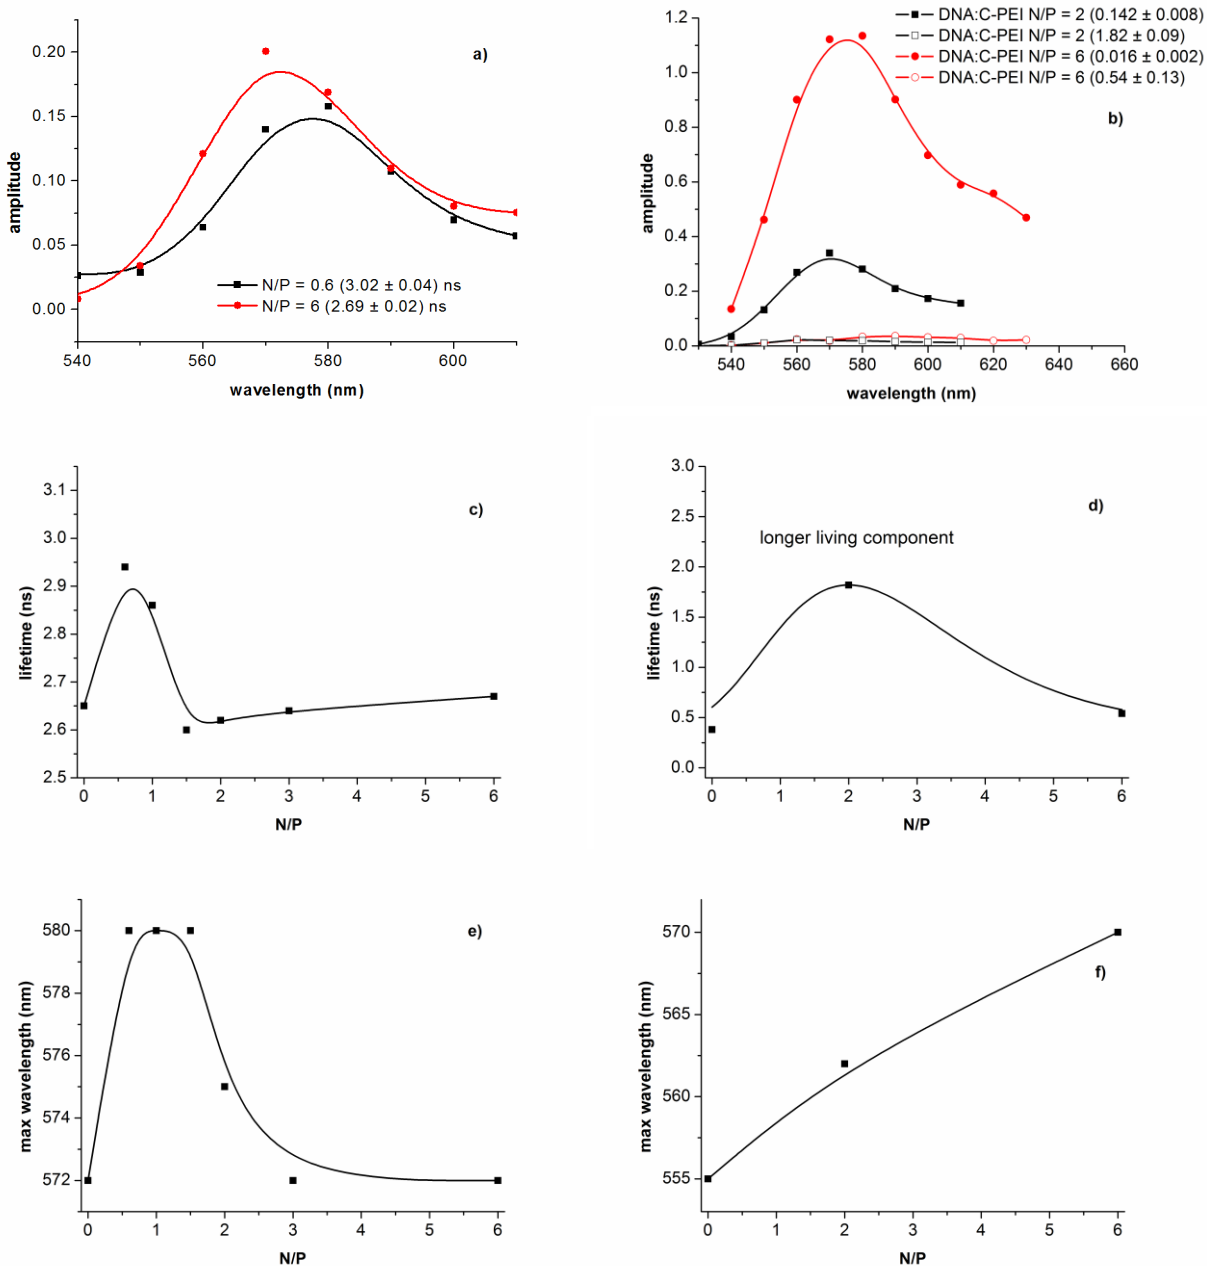 a)
0.20
0.15
0.10
0.05
0.00
amplitude
N/P = 0.6 (3.02 ± 0.04) ns
N/P = 6 (2.69 ± 0.02) ns
540 560 580 600
wavelength (nm)
DNA:C-PEI N/P = 2 (0.142 ± 0.008)
DNA:C-PEI N/P = 2 (1.82 ± 0.09)
DNA:C-PEI N/P = 6 (0.016 ± 0.002)
DNA:C-PEI N/P = 6 (0.54 ± 0.13)
b)
1.2
1.0
0.8
0.6
0.4
0.2
0.0
amplitude
540 560 580 600 620 640 660
wavelength (nm)
c)
3.1
3.0
2.9
2.8
2.7
2.6
2.5
lifetime (ns)
0 1 2 3 4 5 6
N/P
d)
longer living component
3.0
2.5
2.0
1.5
1.0
0.5
0.0
lifetime (ns)
0 1 2 3 4 5 6
N/P
e)
580
578
576
574
572
max wavelength (nm)
0 1 2 3 4 5 6
N/P
f)
570
565
560
555
max wavelength (nm)
0 1 2 3 4 5 6
N/P